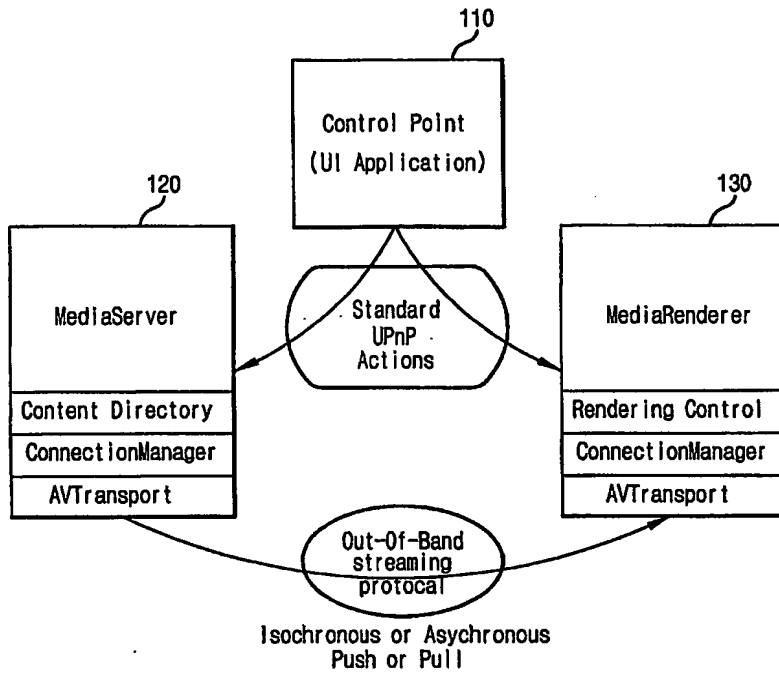 110
Control Point
(UI Application)
120
130
MediaServer
Standard
UPnP
Actions
MediaRenderer
Content Directory
ConnectionManager
AVTransport
Rendering Control
ConnectionManager
AVTransport
Out-Of-Band
streaming
protocal
Isochronous or Asychronous
Push or Pull